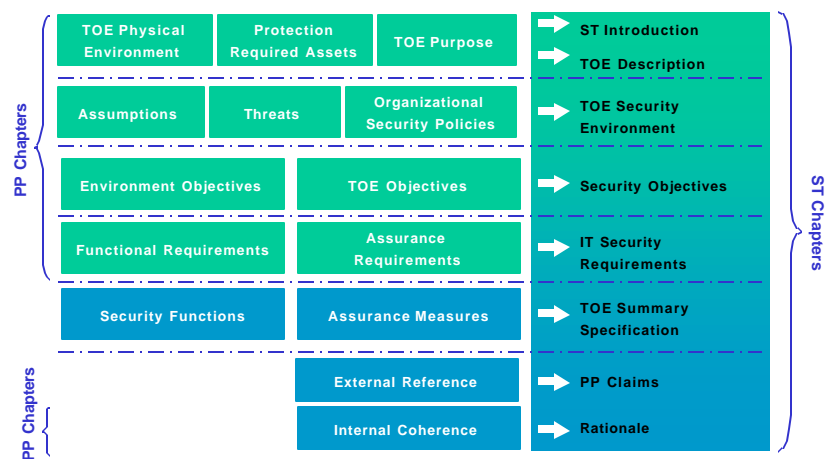 PP Chapters
TOE Physical
Environment
Protection
Required Assets
TOE Purpose
ST Introduction
TOE Description
Assumptions
Threats
Organizational
Security Policies
TOE Security
Environment
Environment Objectives
TOE Objectives
Security Objectives
Functional Requirements
Assurance
Requirements
IT Security
Requirements
Security Functions
Assurance Measures
TOE Summary
Specification
PP Chapters
External Reference
PP Claims
Internal Coherence
Rationale
ST Chapters